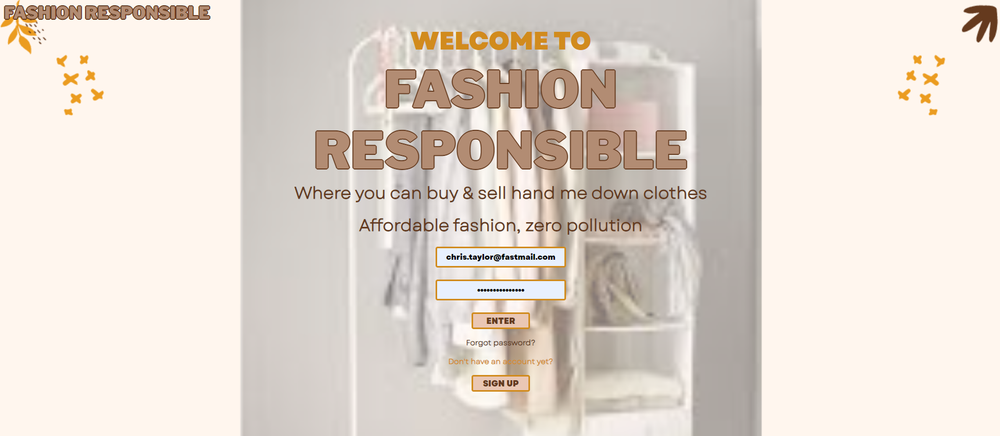 FASHION RESPONSIBLE
WELCOME TO
FASHION
RESPONSIBLE
Where you can buy & sell hand me down clothes
Affordable fashion, zero pollution
chris.taylor@fastmail.com
•••••••••••••••
ENTER
Forgot password?
Don't have an account yet?
SIGN UP